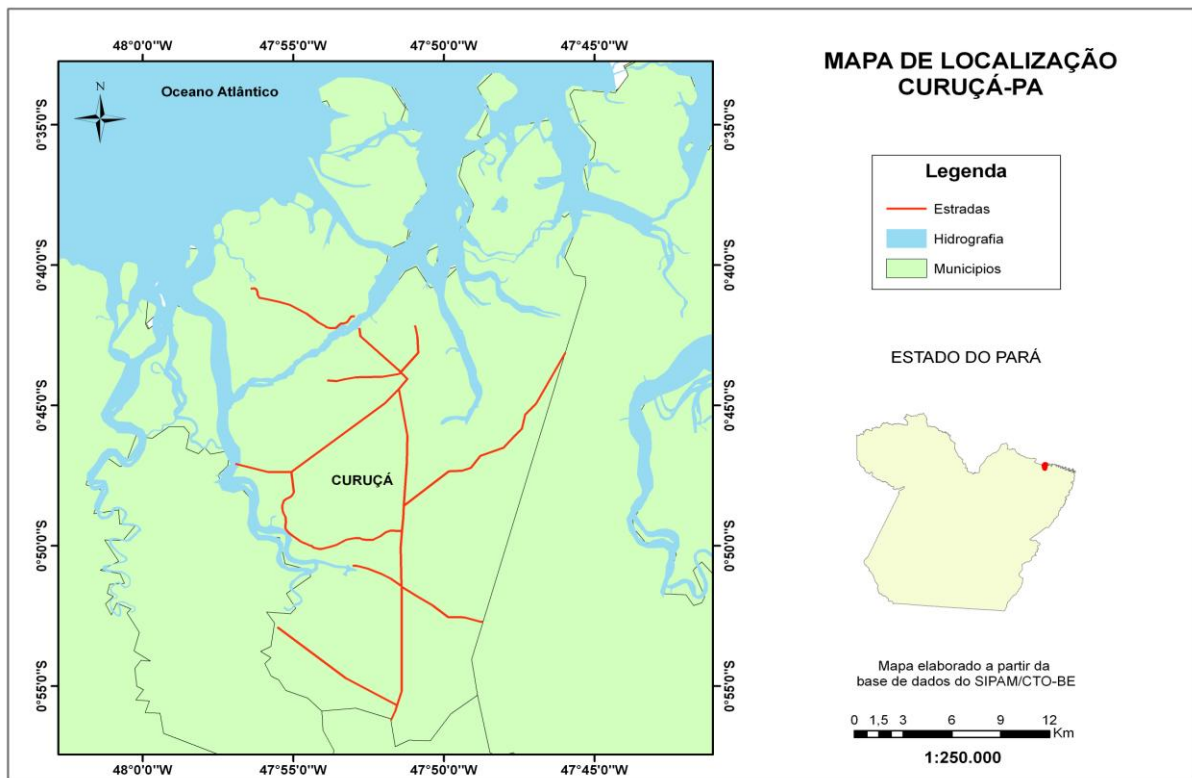 48°0'0"W 47°55'0"W 47°50'0"W 47°45'0"W
MAPA DE LOCALIZAÇÃO
CURUÇÁ-PA
Oceano Atlântico
N
0°35'0"S 0°35'0"S
Legenda
Estradas
Hidrografia
Municipios
0°40'0"S 0°40'0"S
ESTADO DO PARÁ
0°45'0"S 0°45'0"S
CURUÇÁ
0°50'0"S 0°50'0"S
Mapa elaborado a partir da
base de dados do SIPAM/CTO-BE
0°55'0"S 0°55'0"S
0 1,5 3 6 9 12
Km
1:250.000
48°0'0"W 47°55'0"W 47°50'0"W 47°45'0"W